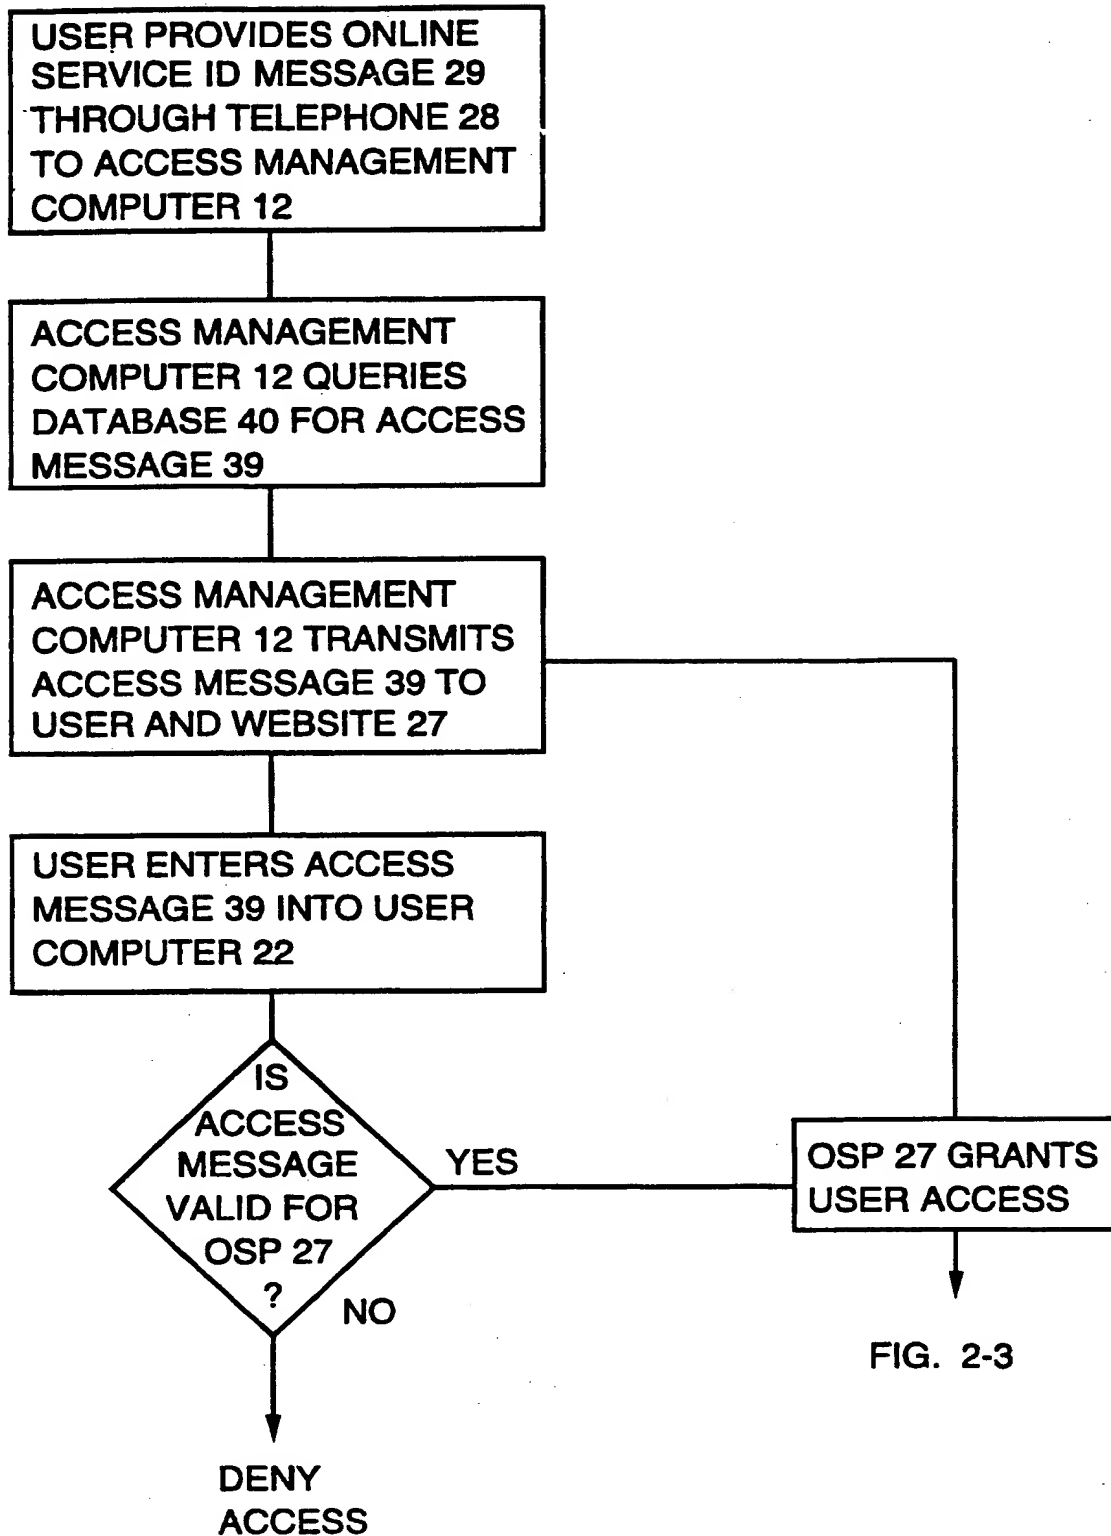 USER PROVIDES ONLINE
SERVICE ID MESSAGE 29
THROUGH TELEPHONE 28
TO ACCESS MANAGEMENT
COMPUTER 12
ACCESS MANAGEMENT
COMPUTER 12 QUERIES
DATABASE 40 FOR ACCESS
MESSAGE 39
ACCESS MANAGEMENT
COMPUTER 12 TRANSMITS
ACCESS MESSAGE 39 TO
USER AND WEBSITE 27
USER ENTERS ACCESS
MESSAGE 39 INTO USER
COMPUTER 22
IS
ACCESS
MESSAGE
VALID FOR
OSP 27
?
YES
NO
OSP 27 GRANTS
USER ACCESS
FIG. 2-3
DENY
ACCESS